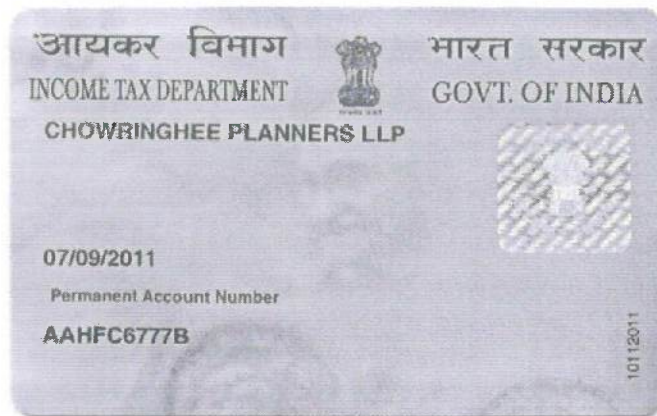 आयकर विभाग
भारत सरकार
INCOME TAX DEPARTMENT
GOVT. OF INDIA
CHOWRINGHEE PLANNERS LLP
07/09/2011
Permanent Account Number
AAHFC6777B
10112011